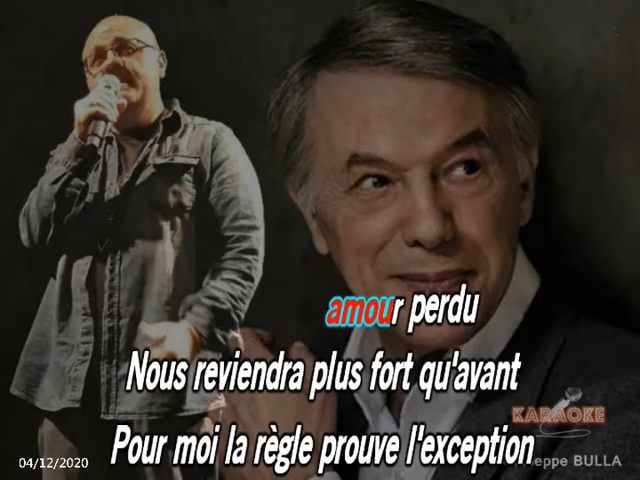 amour perdu
Nous reviendra plus fort qu'avant
KARAOKE
Pour moi la règle prouve l'exception
04/12/2020
eppe BULLA